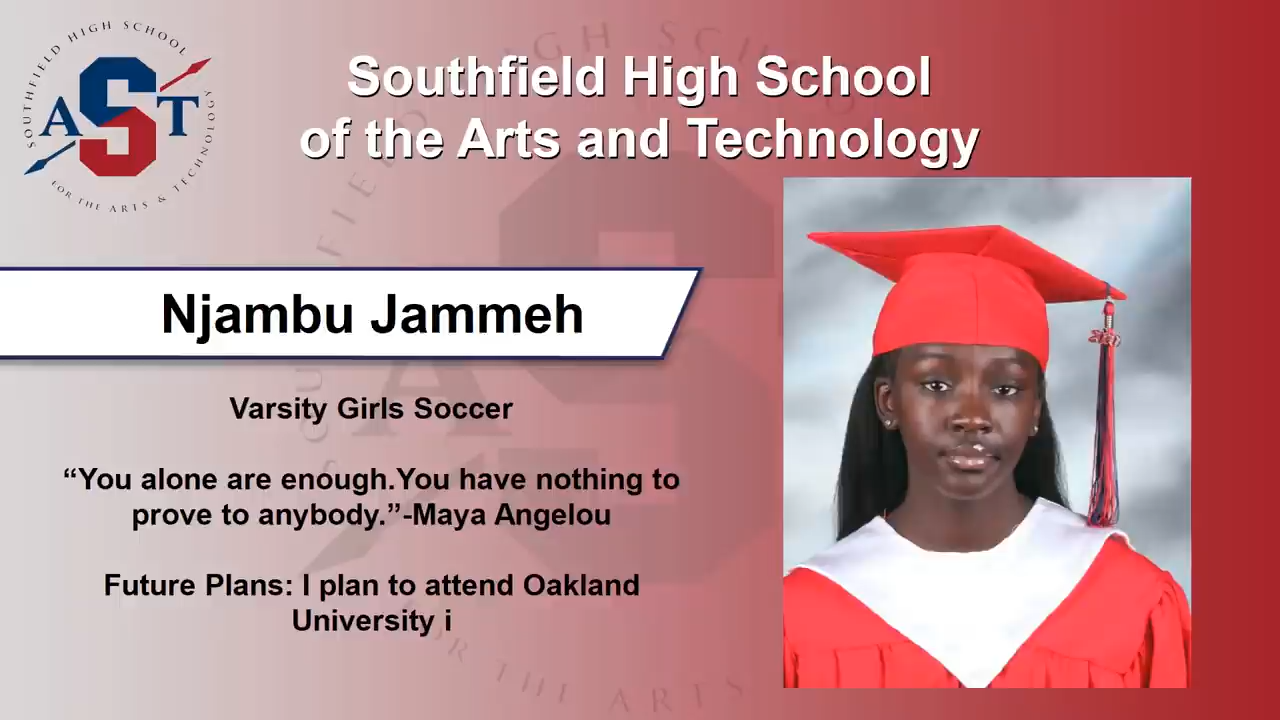 SOUTHFIELD HIGH SCHOOL
AST
FOR THE ARTS & TECHNOLOGY
Southfield High School
of the Arts and Technology
Njambu Jammeh
Varsity Girls Soccer
“You alone are enough.You have nothing to
prove to anybody.”-Maya Angelou
Future Plans: I plan to attend Oakland
University i